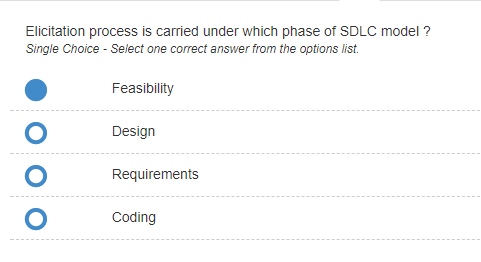 Elicitation process is carried under which phase of SDLC model ?
Single Choice - Select one correct answer from the options list.
Feasibility
Design
Requirements
Coding